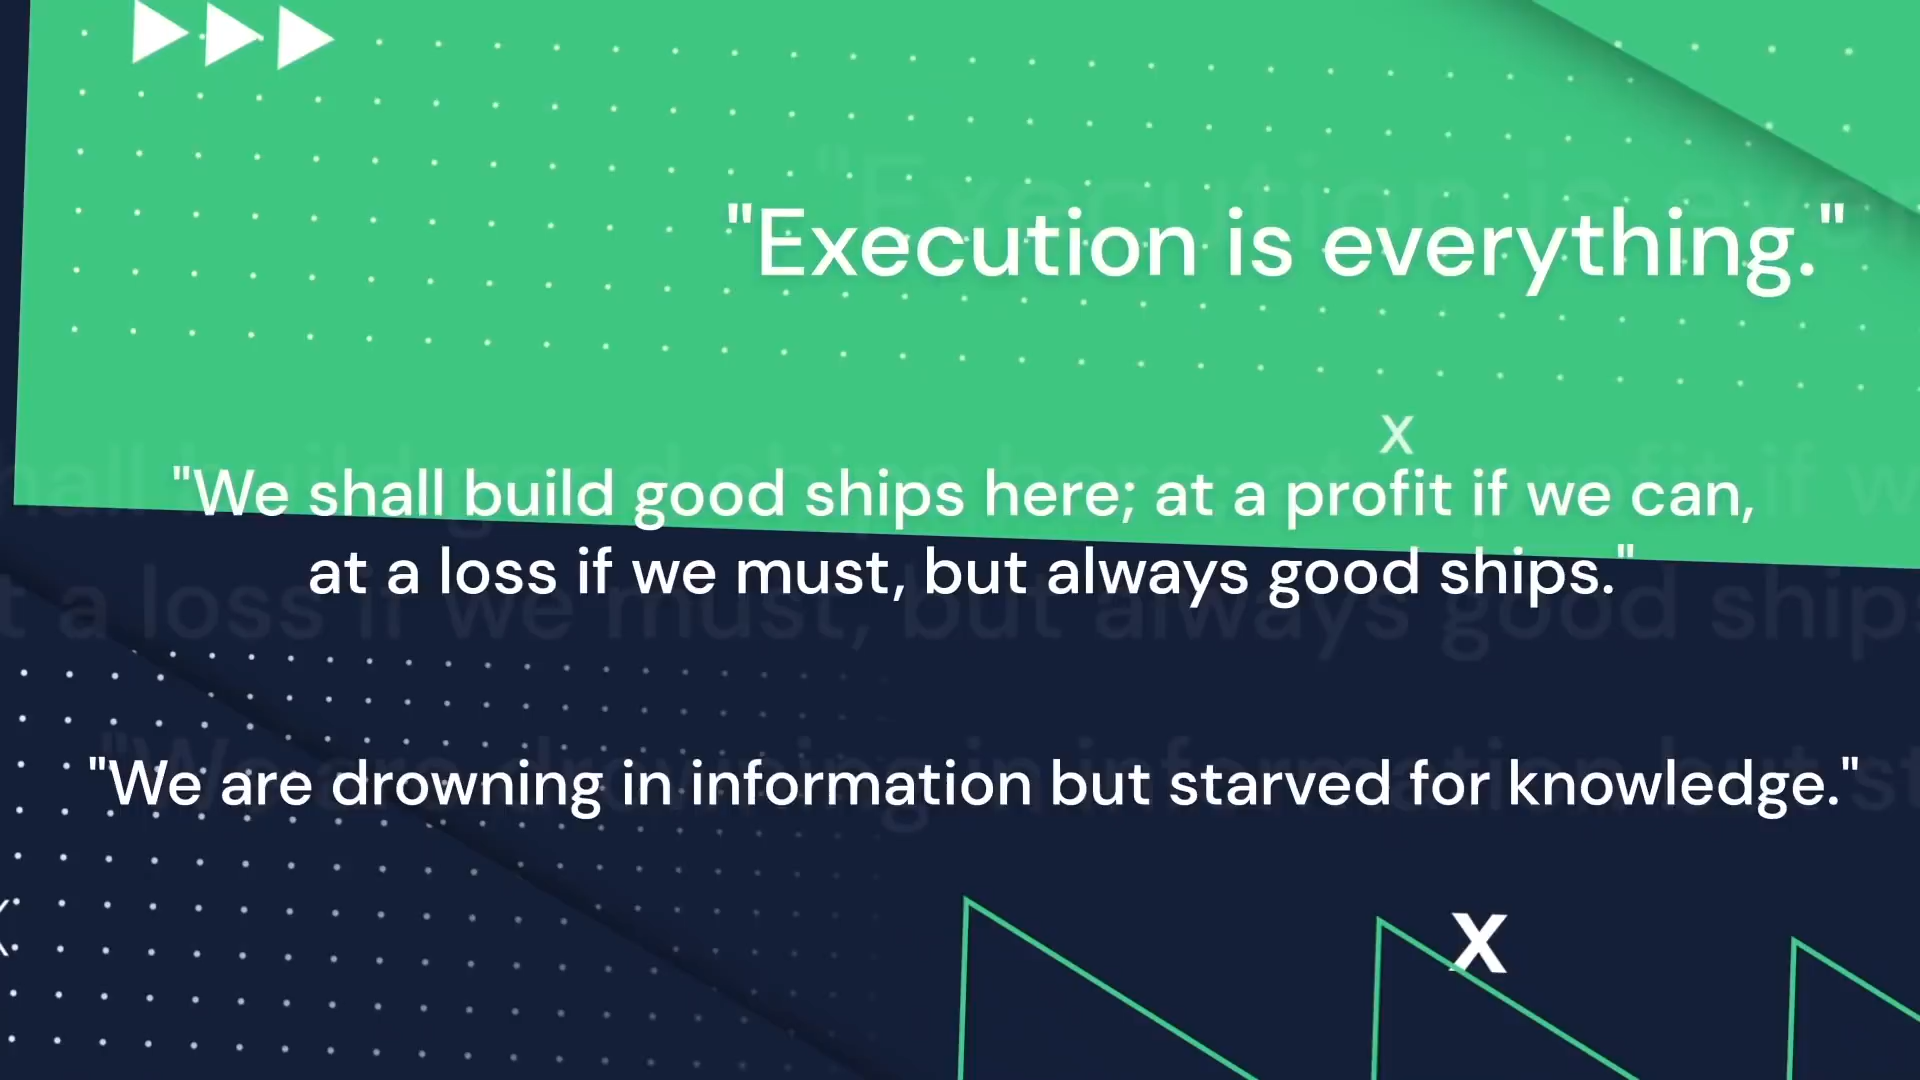 "Execution is everything."
x
"We shall build good ships here; at a profit if we can,
at a loss if we must, but always good ships."
"We are drowning in information but starved for knowledge."
x